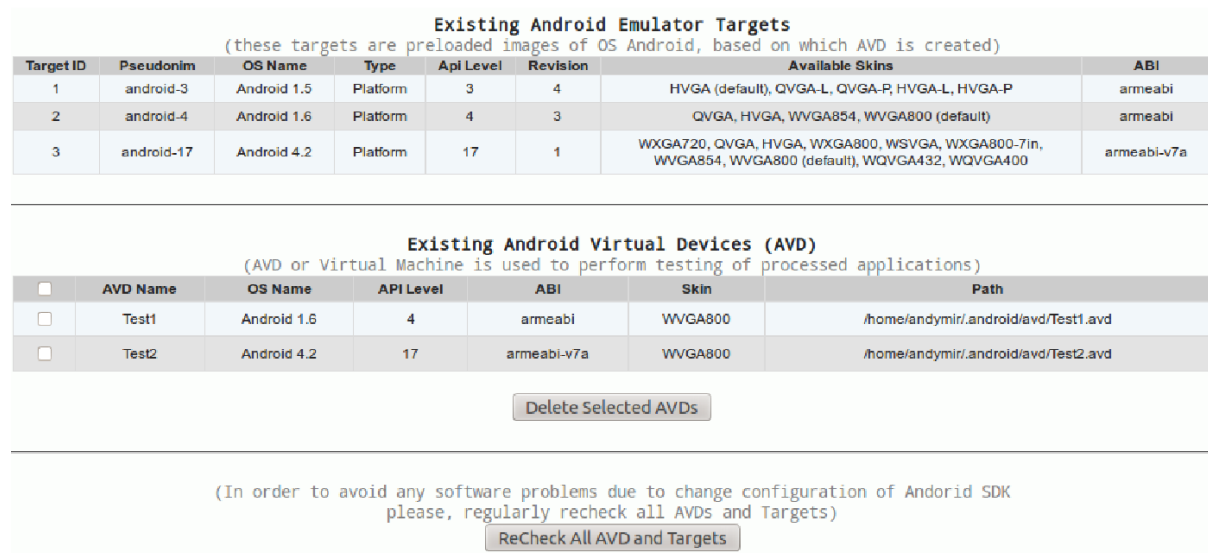 Existing Android Emulator Targets
(these targets are preloaded images of OS Android, based on which AVD is created)
Target ID Pseudonim OS Name Type Api Level Revision Available Skins ABI
1 android-3 Android 1.5 Platform 3 4 HVGA (default), QVGA-L, QVGA-P, HVGA-L, HVGA-P armeabi
2 android-4 Android 1.6 Platform 4 3 QVGA, HVGA, WVGA854, WVGA800 (default) armeabi
3 android-17 Android 4.2 Platform 17 1 WXGA720, QVGA, HVGA, WXGA800, WSVGA, WXGA800-7in, armeabi-v7a
WVGA854, WVGA800 (default), WQVGA432, WQVGA400
Existing Android Virtual Devices (AVD)
(AVD or Virtual Machine is used to perform testing of processed applications)
AVD Name OS Name API Level ABI Skin Path
Test1 Android 1.6 4 armeabi WVGA800 /home/andymir/.android/avd/Test1.avd
Test2 Android 4.2 17 armeabi-v7a WVGA800 /home/andymir/.android/avd/Test2.avd
Delete Selected AVDs
(In order to avoid any software problems due to change configuration of Andorid SDK
please, regularly recheck all AVDs and Targets)
ReCheck All AVD and Targets